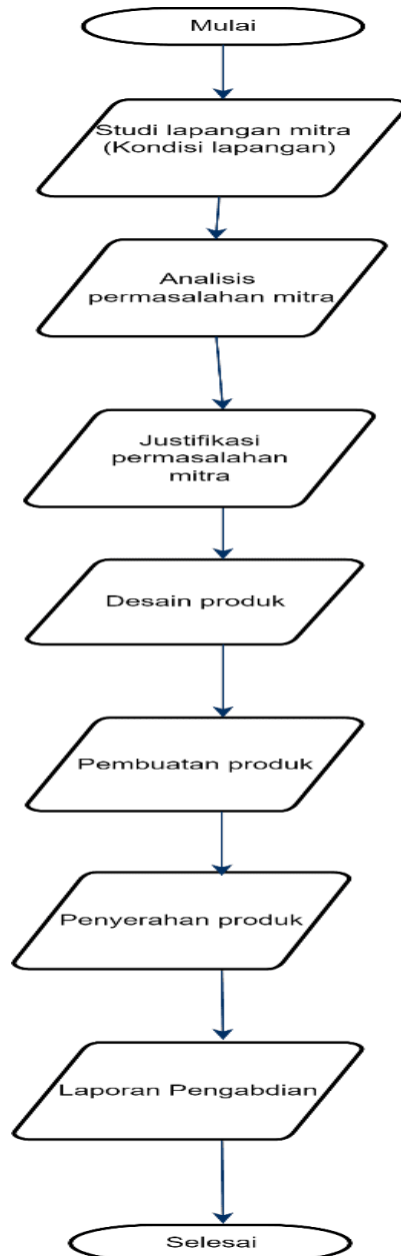 Mulai
Studi lapangan mitra
(Kondisi lapangan)
Analisis
permasalahan mitra
Justifikasi
permasalahan
mitra
Desain produk
Pembuatan produk
Penyerahan produk
Laporan Pengabdian
Selesai